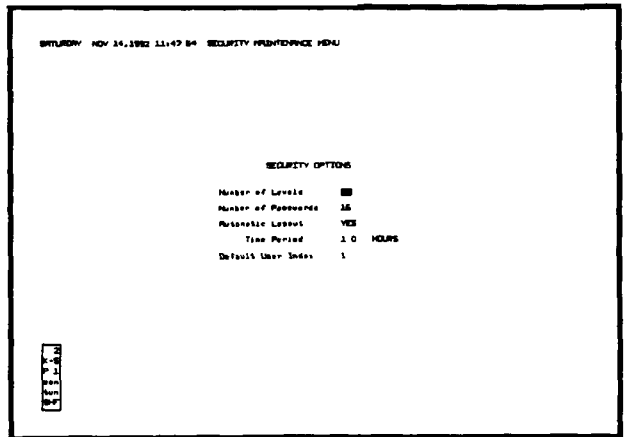 SATURDAY NOV 14,1992 11:47 SECURITY MAINTENANCE MENU
SECURITY OPTIONS
Number of Levels
Number of Passwords 16
Automatic Logout YES
Time Period 1 0 HOURS
Default User Index 1